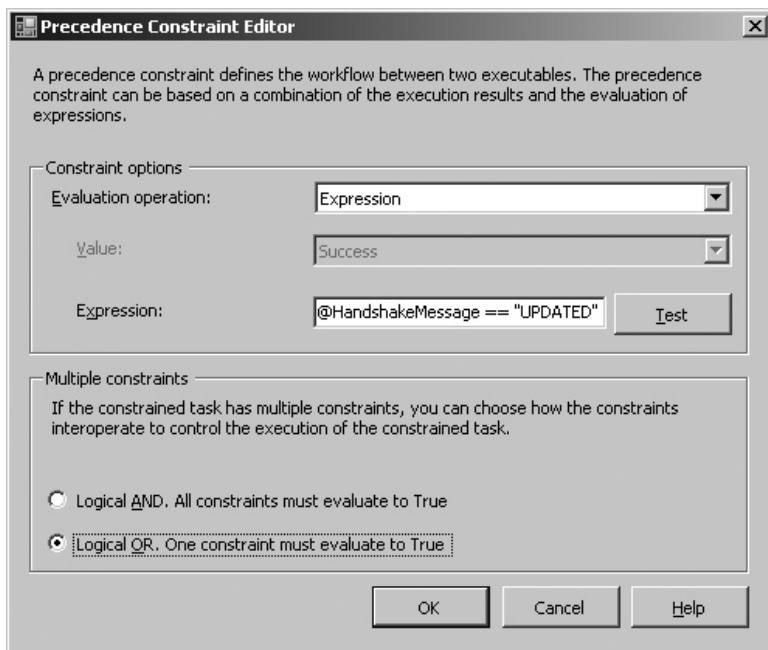 Precedence Constraint Editor
A precedence constraint defines the workflow between two executables. The precedence
constraint can be based on a combination of the execution results and the evaluation of
expressions.
Constraint options
Evaluation operation:
Expression
Value:
Success
Expression:
@HandshakeMessage == "UPDATED"
Test
Multiple constraints
If the constrained task has multiple constraints, you can choose how the constraints
interoperate to control the execution of the constrained task.
Logical AND. All constraints must evaluate to True
Logical OR. One constraint must evaluate to True
OK
Cancel
Help